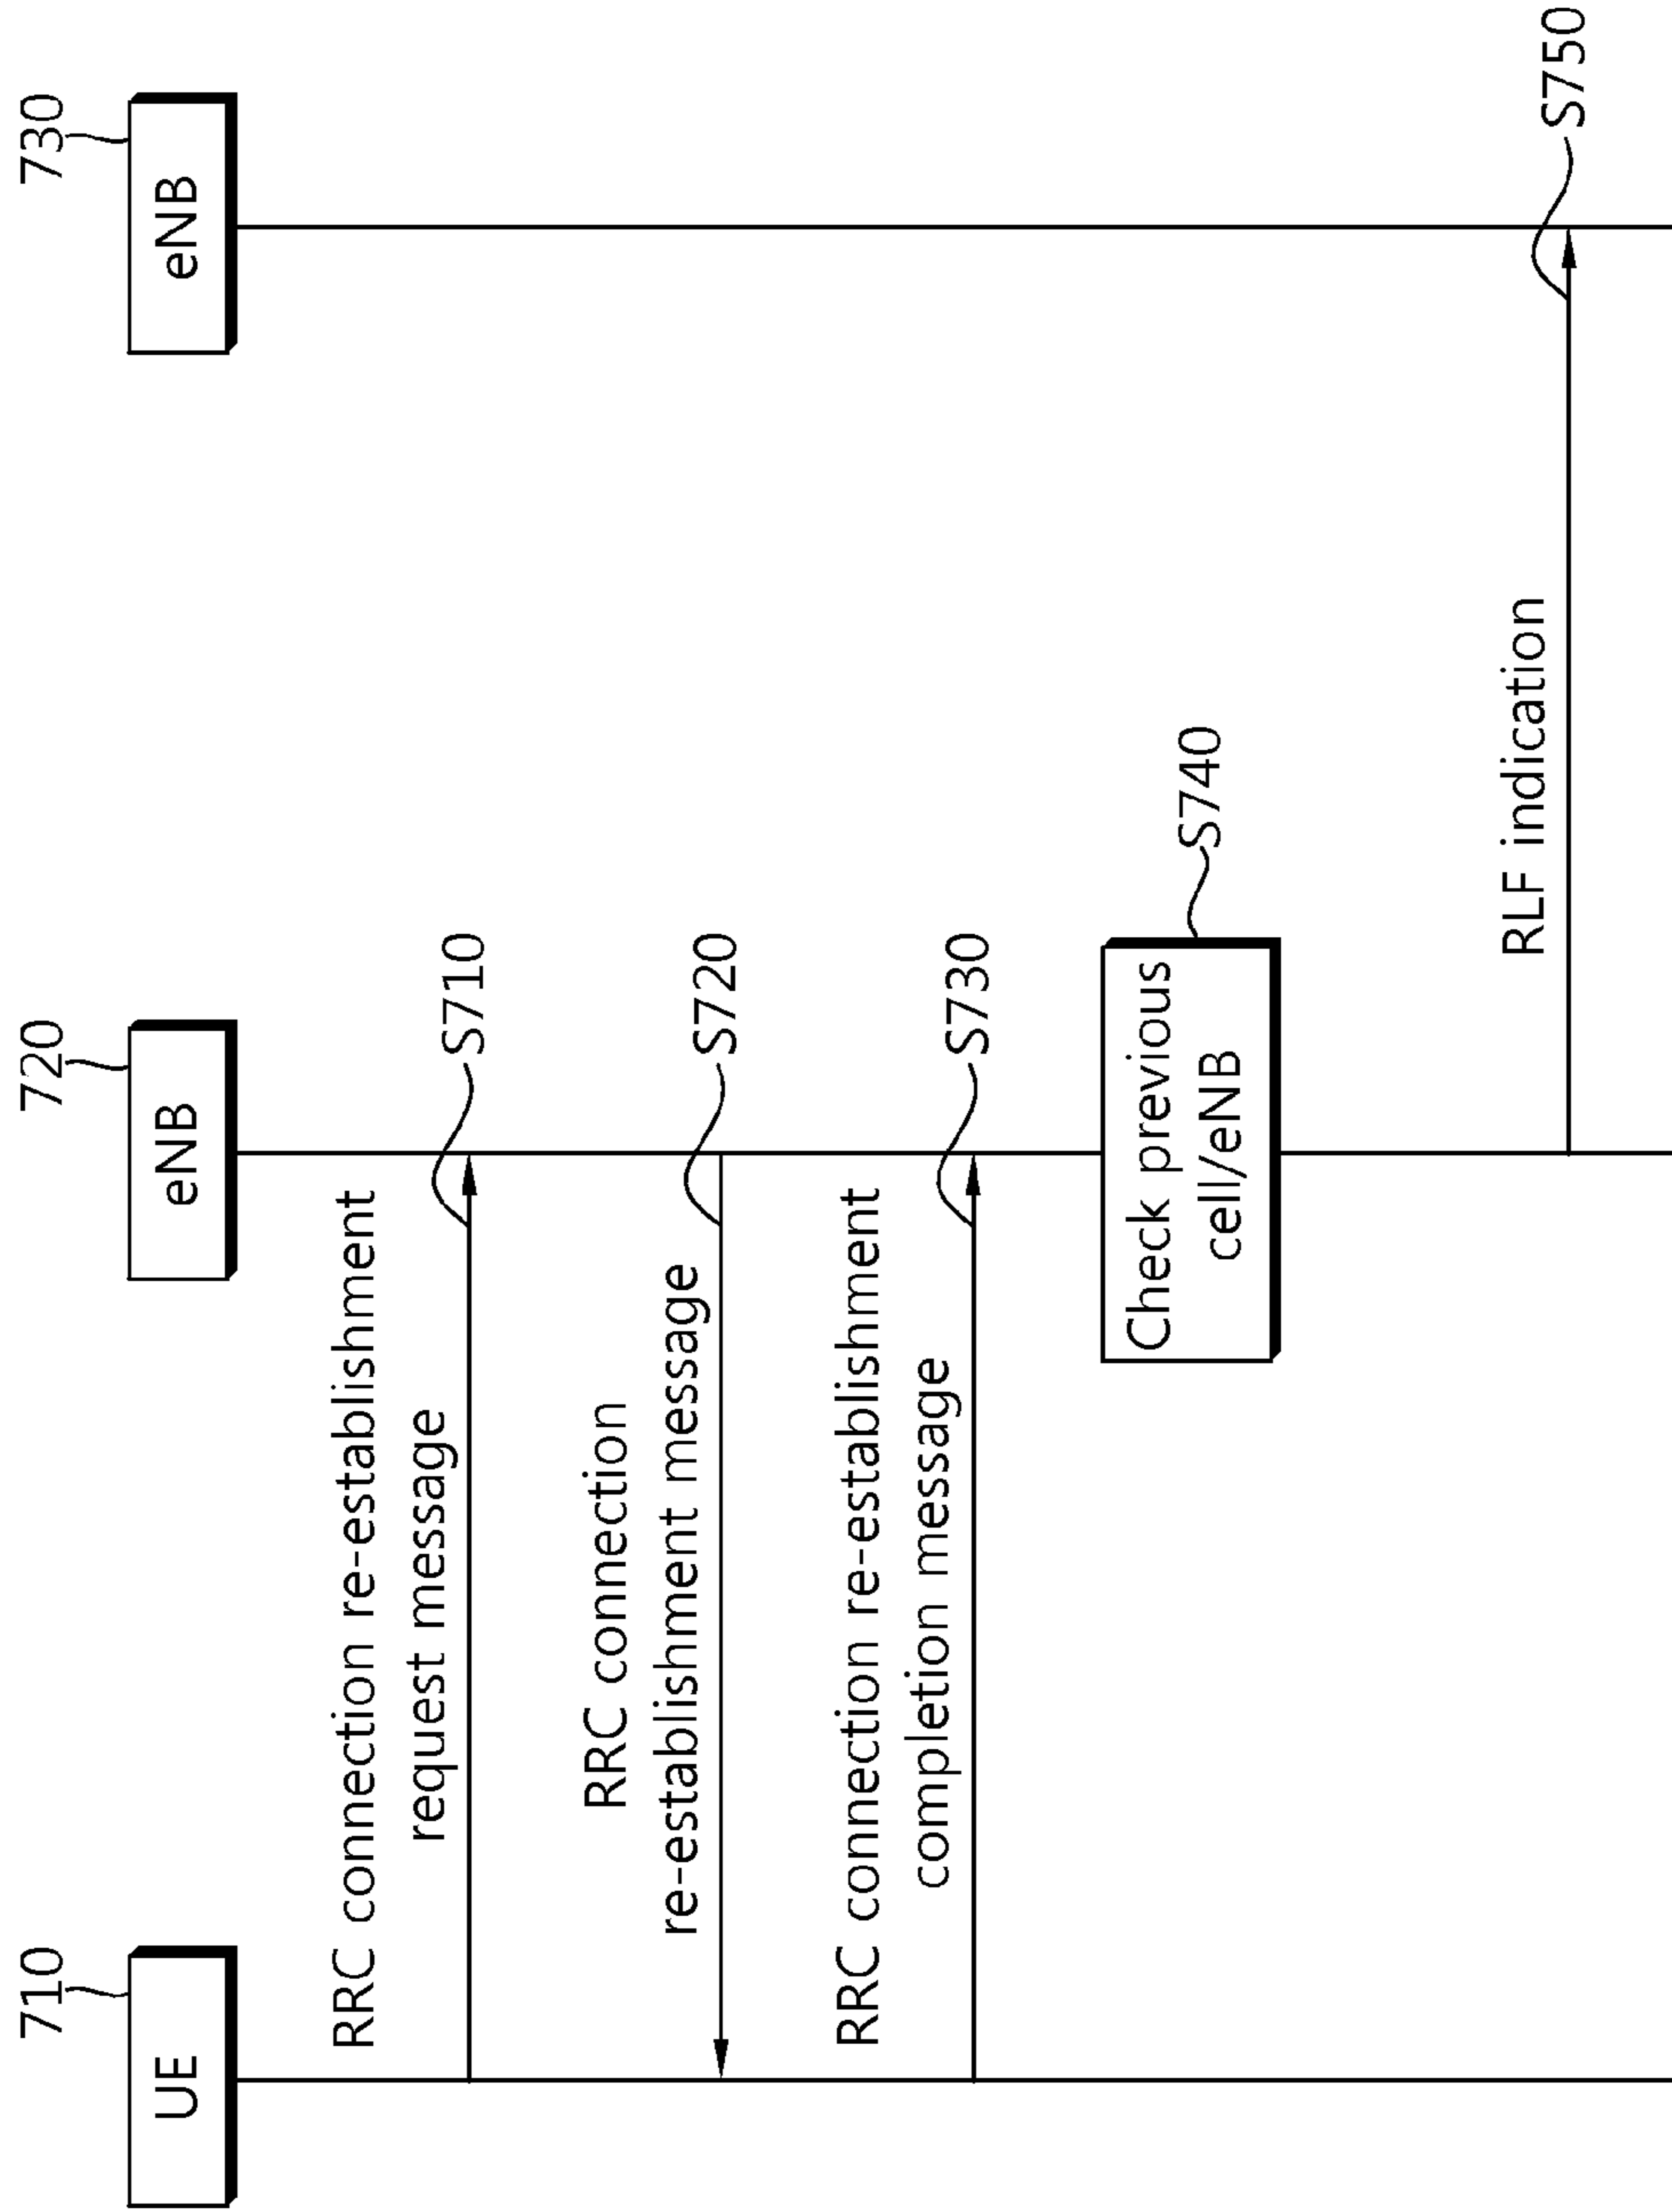 710
720
730
UE
eNB
eNB
RRC connection re-establishment
request message
S710
RRC connection
re-establishment message
S720
RRC connection re-establishment
completion message
S730
Check previous
cell/eNB
S740
RLF indication
S750